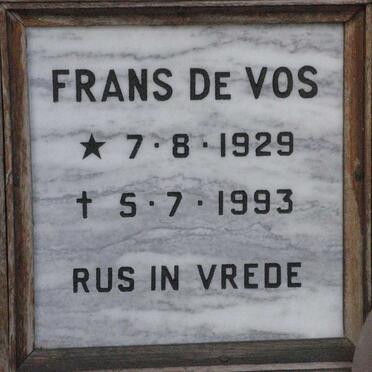 FRANS DE VOS
★ 7·8·1929
† 5·7·1993
RUS IN VREDE